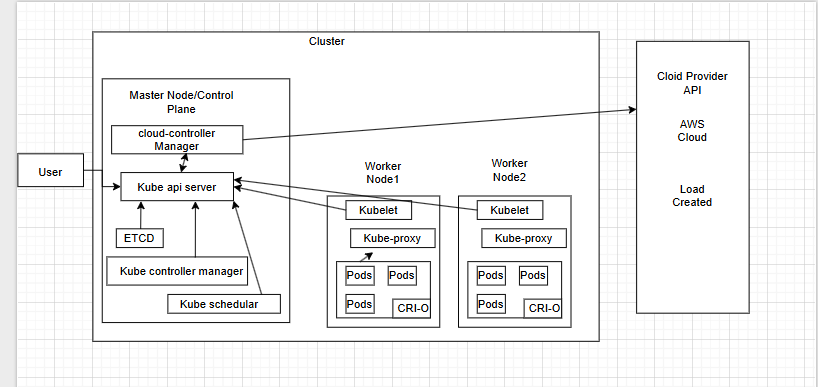 Cluster
Master Node/Control
Plane
cloud-controller
Manager
User
Kube api server
ETCD
Kube controller manager
Kube schedular
Worker
Node1
Kubelet
Kube-proxy
Pods
Pods
Pods
CRI-O
Worker
Node2
Kubelet
Kube-proxy
Pods
Pods
Pods
CRI-O
Cloid Provider
API
AWS
Cloud
Load
Created